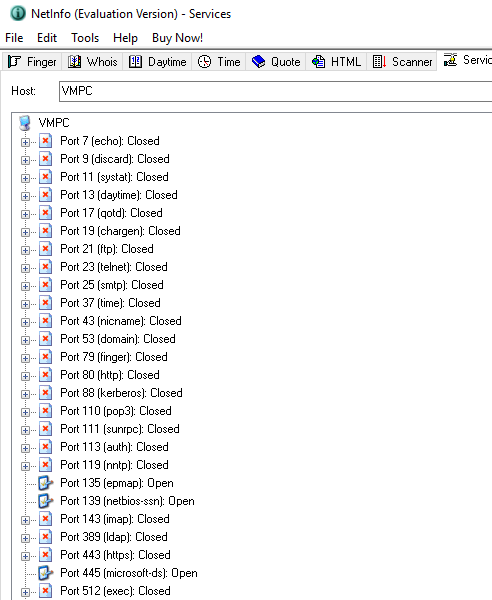 NetInfo (Evaluation Version) - Services
File Edit Tools Help Buy Now!
Finger Whois Daytime Time Quote HTML Scanner Servic
Host: VMPC
VMPC
Port 7 (echo): Closed
Port 9 (discard): Closed
Port 11 (systat): Closed
Port 13 (daytime): Closed
Port 17 (qotd): Closed
Port 19 (chargen): Closed
Port 21 (ftp): Closed
Port 23 (telnet): Closed
Port 25 (smtp): Closed
Port 37 (time): Closed
Port 43 (nicname): Closed
Port 53 (domain): Closed
Port 79 (finger): Closed
Port 80 (http): Closed
Port 88 (kerberos): Closed
Port 110 (pop3): Closed
Port 111 (sunrpc): Closed
Port 113 (auth): Closed
Port 119 (nntp): Closed
Port 135 (epmap): Open
Port 139 (netbios-ssn): Open
Port 143 (imap): Closed
Port 389 (ldap): Closed
Port 443 (https): Closed
Port 445 (microsoft-ds): Open
Port 512 (exec): Closed